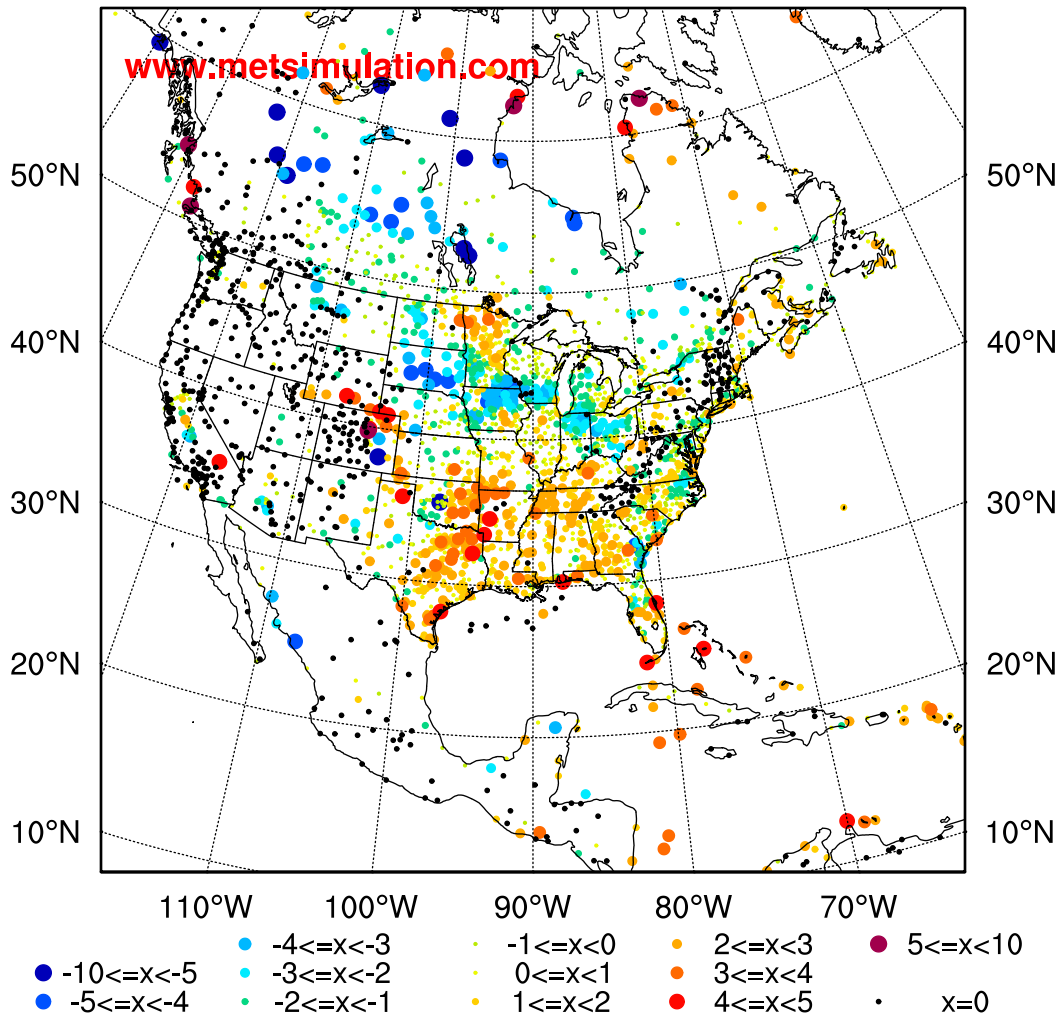 www.metsimulation.com
50°N 50°N
40°N 40°N
30°N 30°N
20°N 20°N
10°N 10°N
110°W 100°W 90°W 80°W 70°W
-4<=x<-3 -1<=x<0 2<=x<3 5<=x<10
-10<=x<-5 -3<=x<-2 0<=x<1 3<=x<4
-5<=x<-4 -2<=x<-1 1<=x<2 4<=x<5 x=0